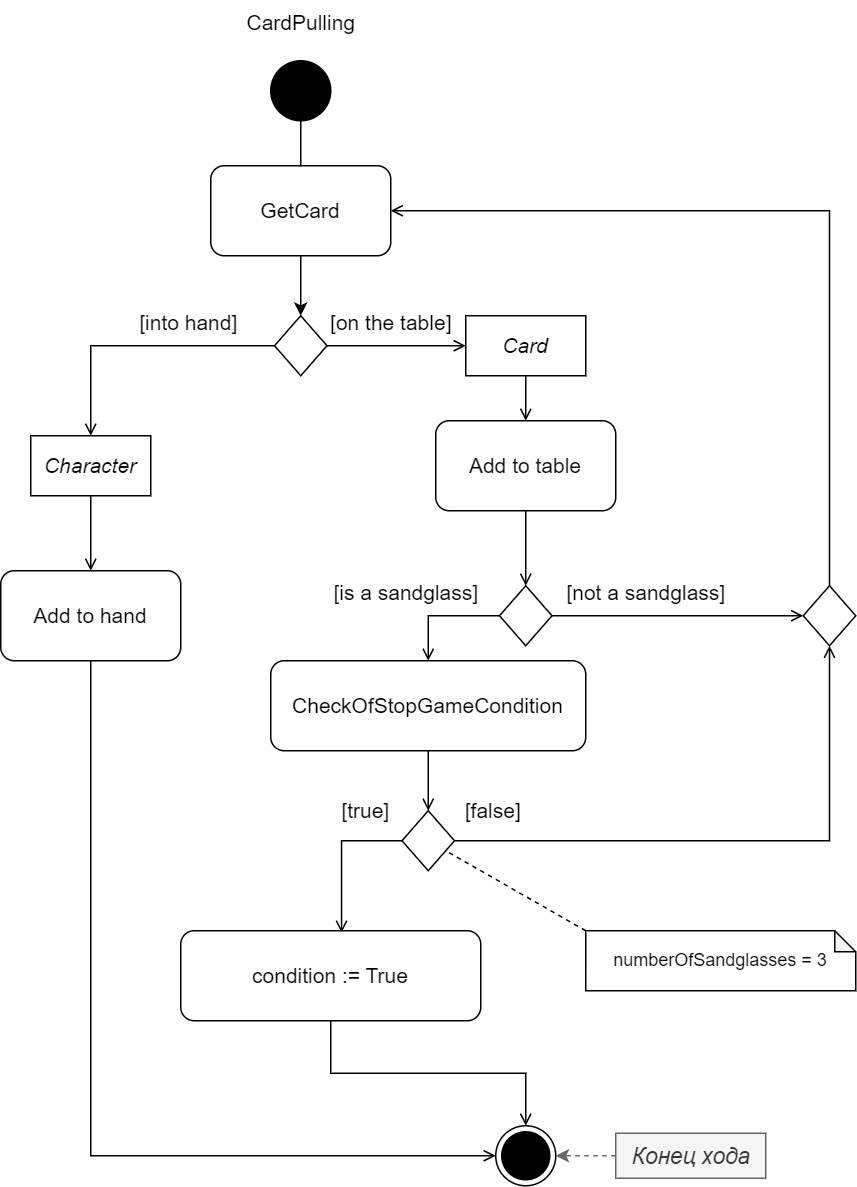 CardPulling
GetCard
[into hand]
[on the table]
Card
Character
Add to table
[is a sandglass]
[not a sandglass]
Add to hand
CheckOfStopGameCondition
[true]
[false]
numberOfSandglasses = 3
condition := True
Конец хода